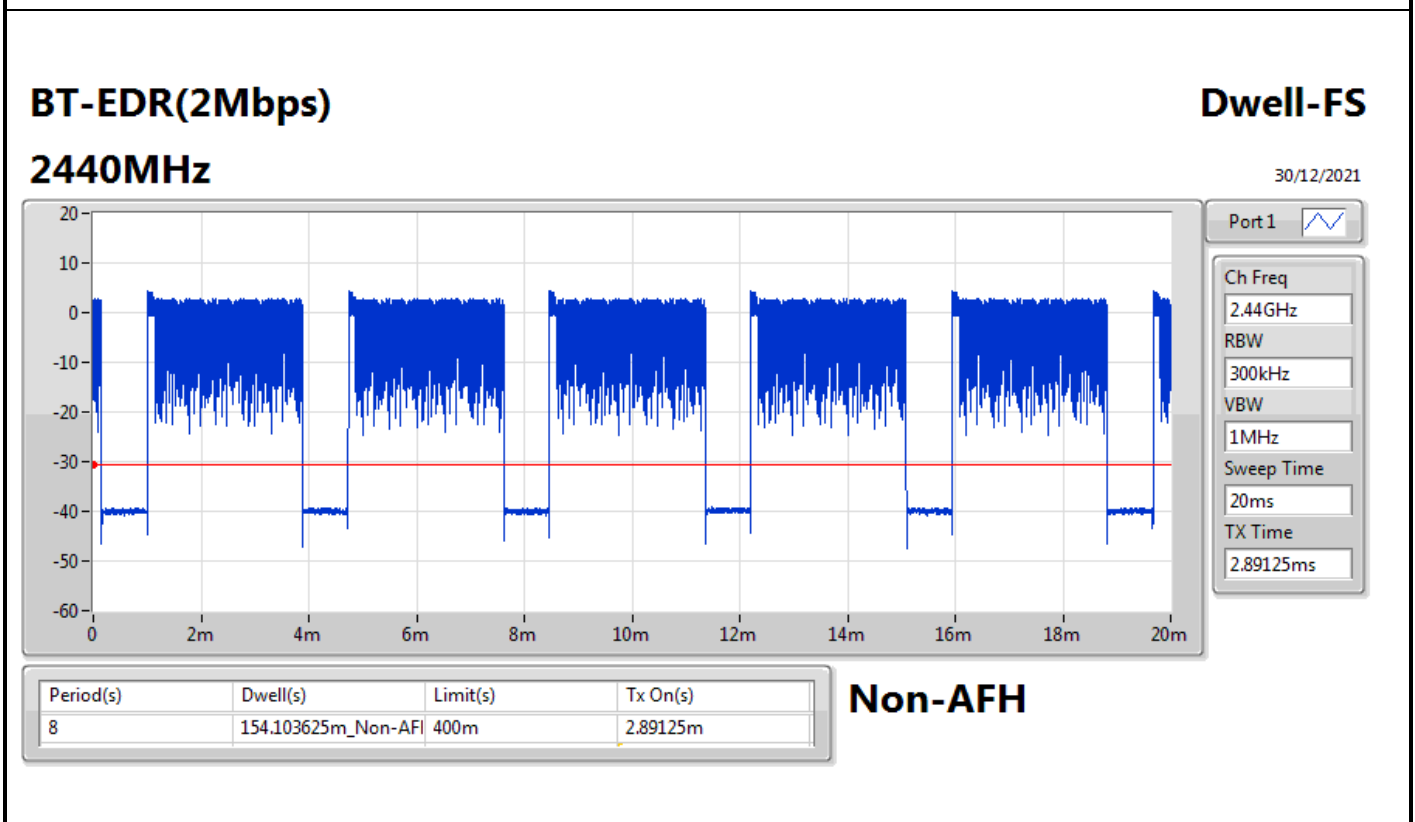 BT-EDR(2Mbps)
Dwell-FS
2440MHz
30/12/2021
20
10
0
-10
-20
-30
-40
-50
-60
0 2m 4m 6m 8m 10m 12m 14m 16m 18m 20m
Port 1
Ch Freq
2.44GHz
RBW
300kHz
VBW
1MHz
Sweep Time
20ms
TX Time
2.89125ms
Period(s) Dwell(s) Limit(s) Tx On(s)
8 154.103625m_Non-AFH 400m 2.89125m
Non-AFH